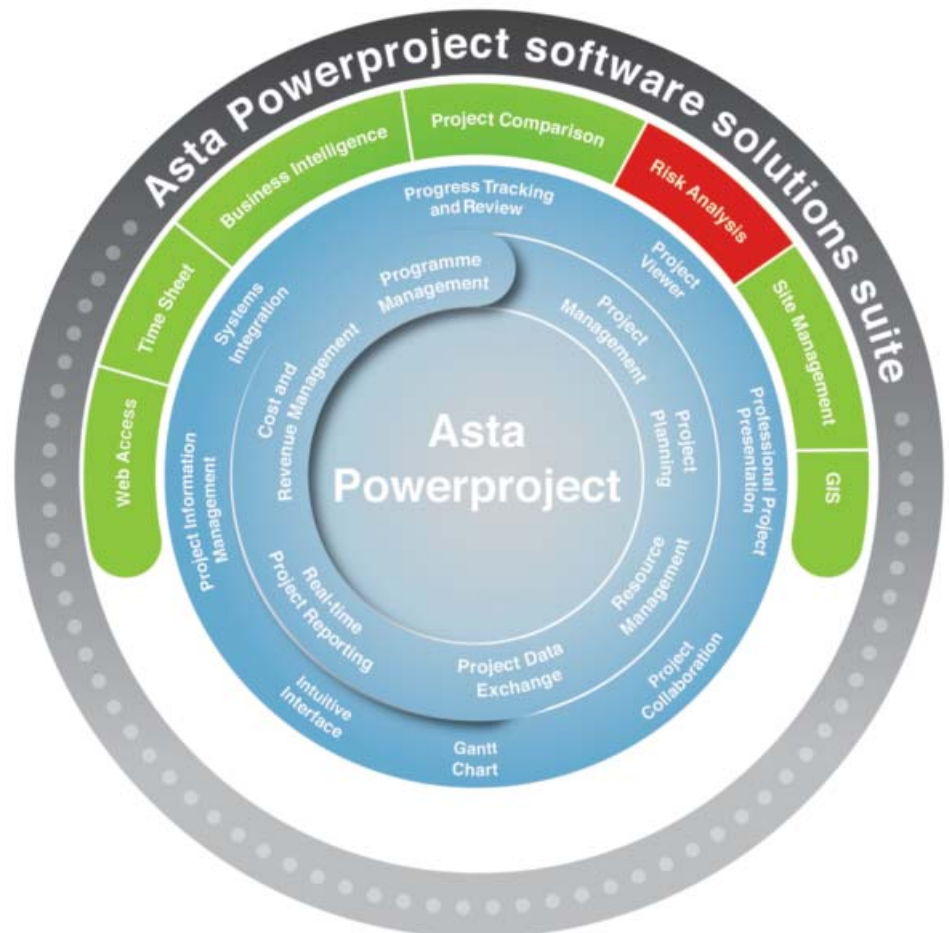 Asta Powerproject software solutions suite
Web Access
Time Sheet
Business Intelligence
Project Comparison
Risk Analysis
Site Management
GIS
Progress Tracking
and Review
Project
Viewer
Professional Project
Presentation
Project
Collaboration
Gantt
Chart
Intuitive
Interface
Project Information
Management
Systems
Integration
Programme
Management
Project
Management
Project
Planning
Resource
Management
Project Data
Exchange
Real-time
Project Reporting
Cost and
Revenue Management
Asta
Powerproject